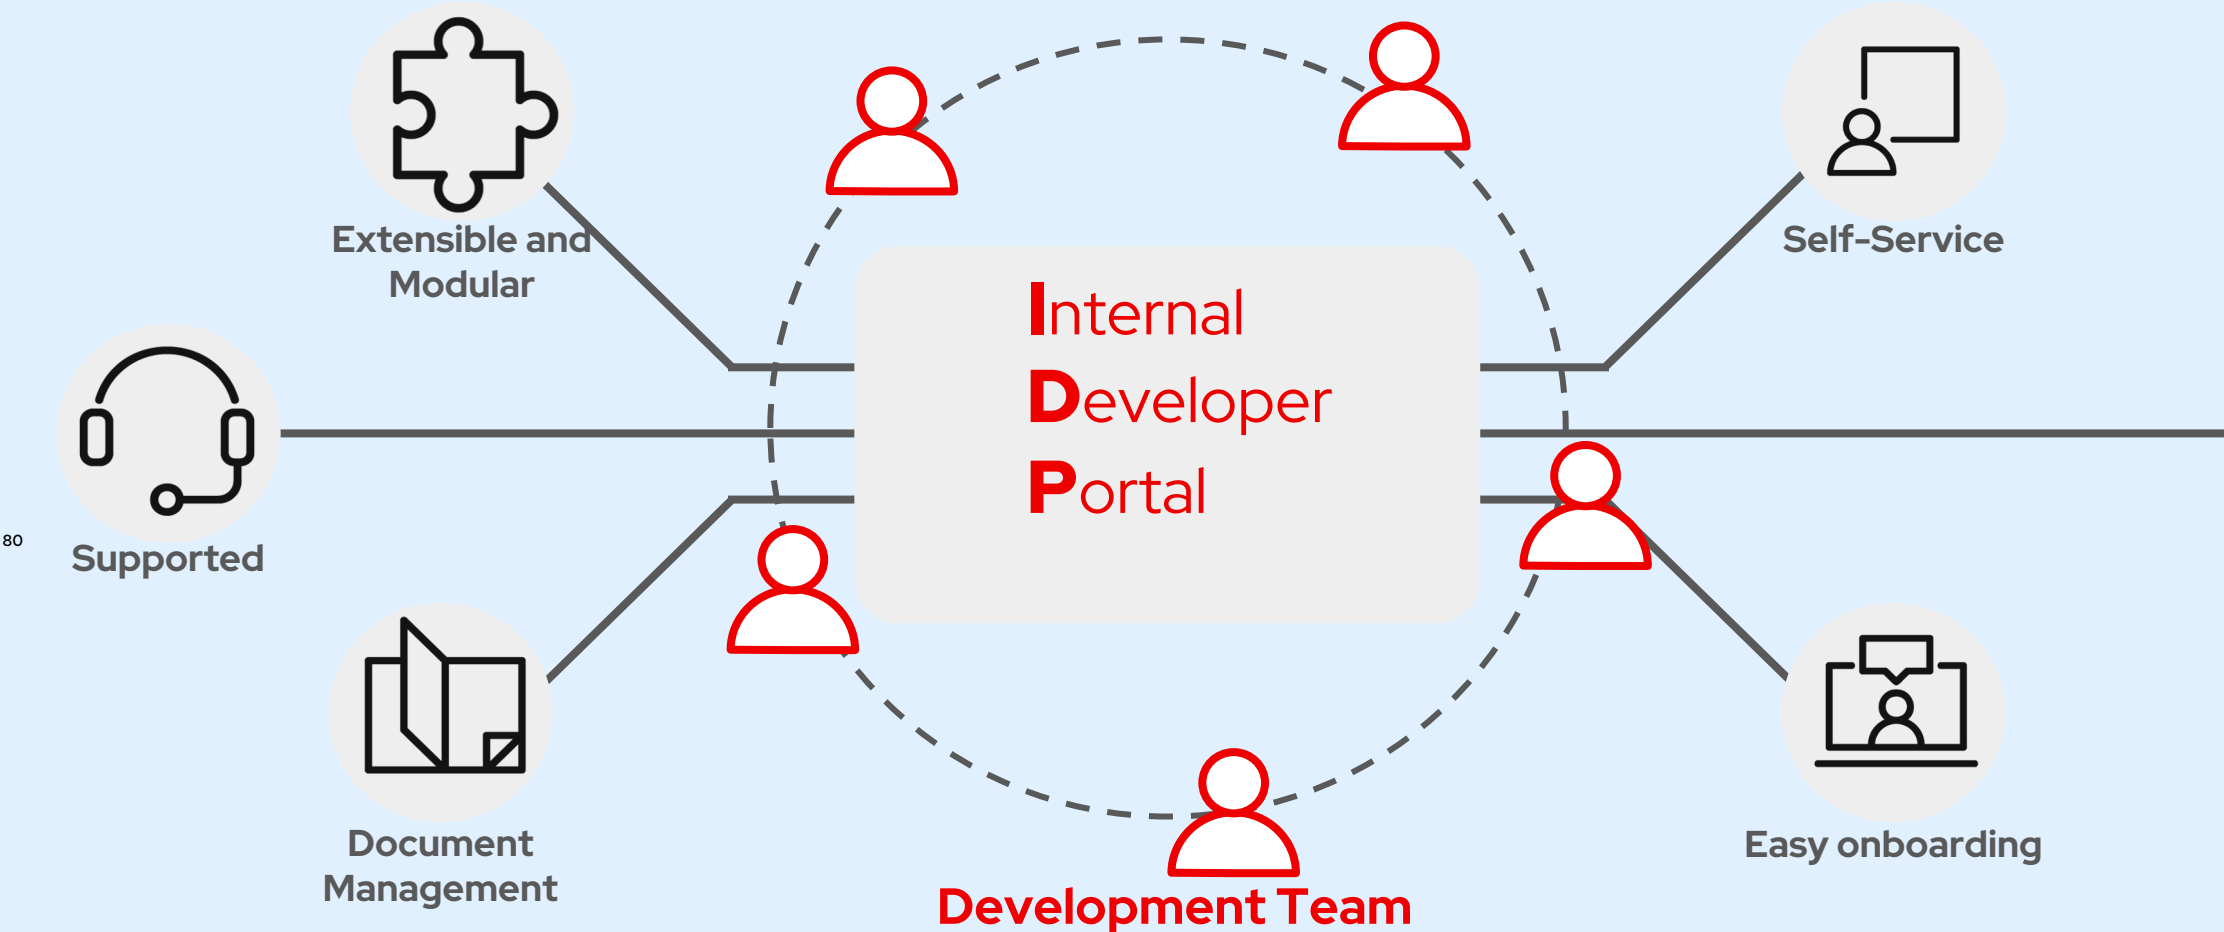 Extensible and
Modular
Self-Service
Internal
Developer
Portal
80
Supported
Document
Management
Easy onboarding
Development Team